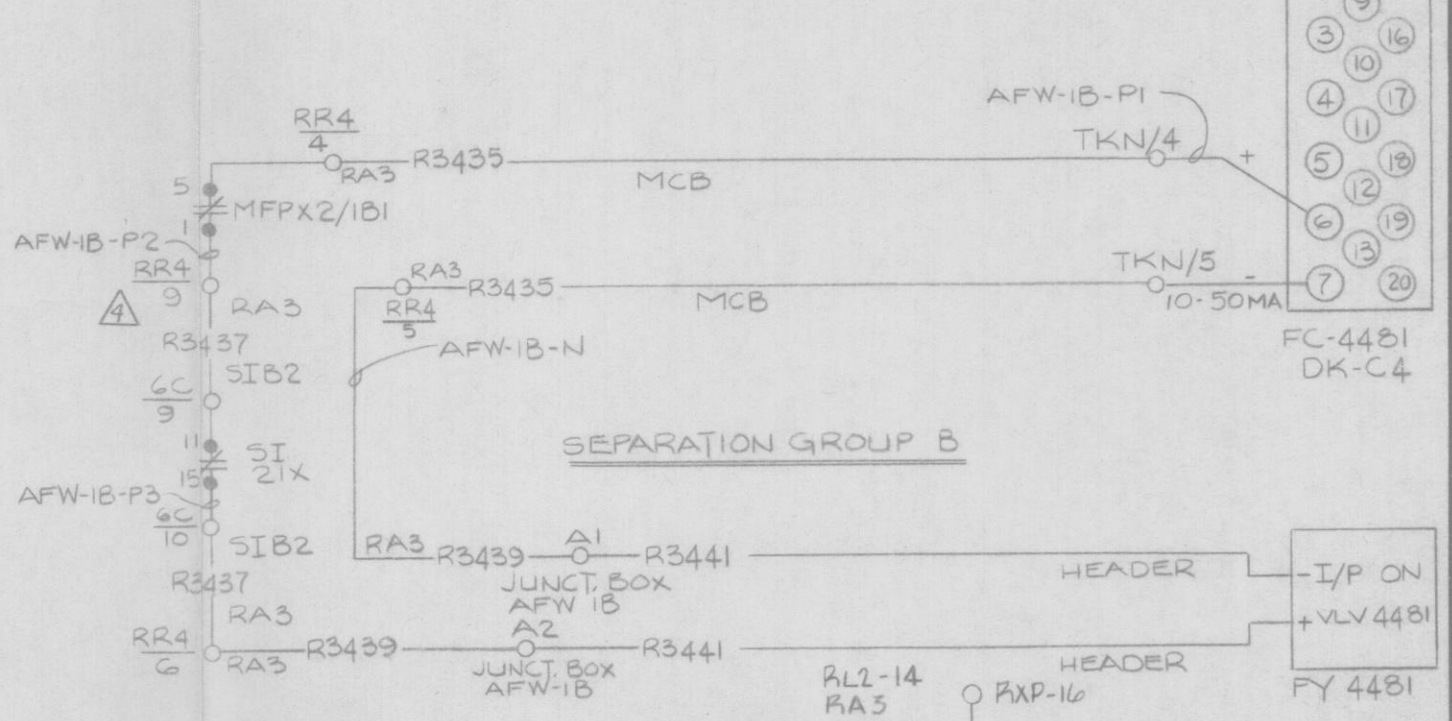 9
3
16
10
AFW-1B-P1
4
17
RR4
4
11
TKN/4
R3435
5
18
RA3
+
MCB
5
12
MFPX2/1B1
6
19
1
AFW-1B-P2
13
RR4
9
RA3
TKN/5
-
R3435
7
20
MCB
10-50MA
4
RA3
RR4
5
R3437
AFW-1B-N
FC-4481
DK-C4
SIB2
6C
9
11
SI
21X
SEPARATION GROUP B
15
AFW-1B-P3
6C
10
SIB2
RA3
R3439
A1
R3441
HEADER
-I/P ON
JUNCT. BOX
AFW 1B
R3437
RA3
+VLV 4481
A2
RR4
6
RA3
R3439
R3441
HEADER
JUNCT. BOX
AFW-1B
RL2-14
RA3
RXP-16
FY 4481